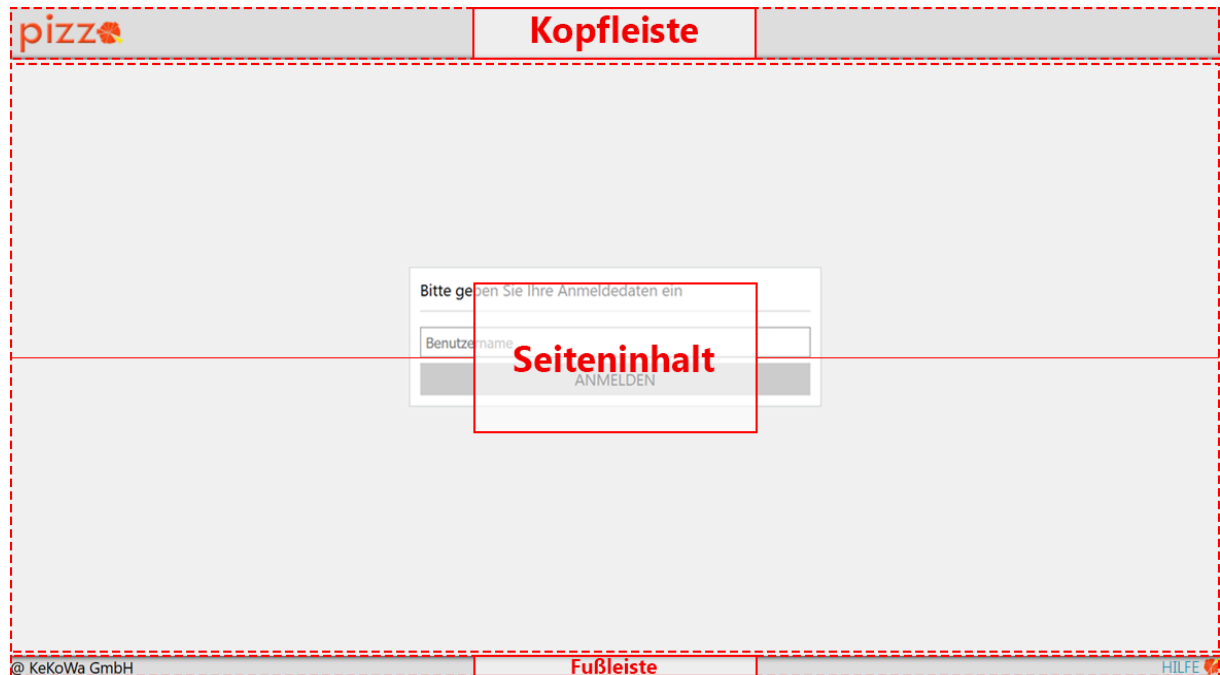 pizz
Kopfleiste
Bitte geben Sie Ihre Anmeldedaten ein
Benutzername
Seiteninhalt
ANMELDEN
@ KeKoWa GmbH
Fußleiste
HILFE